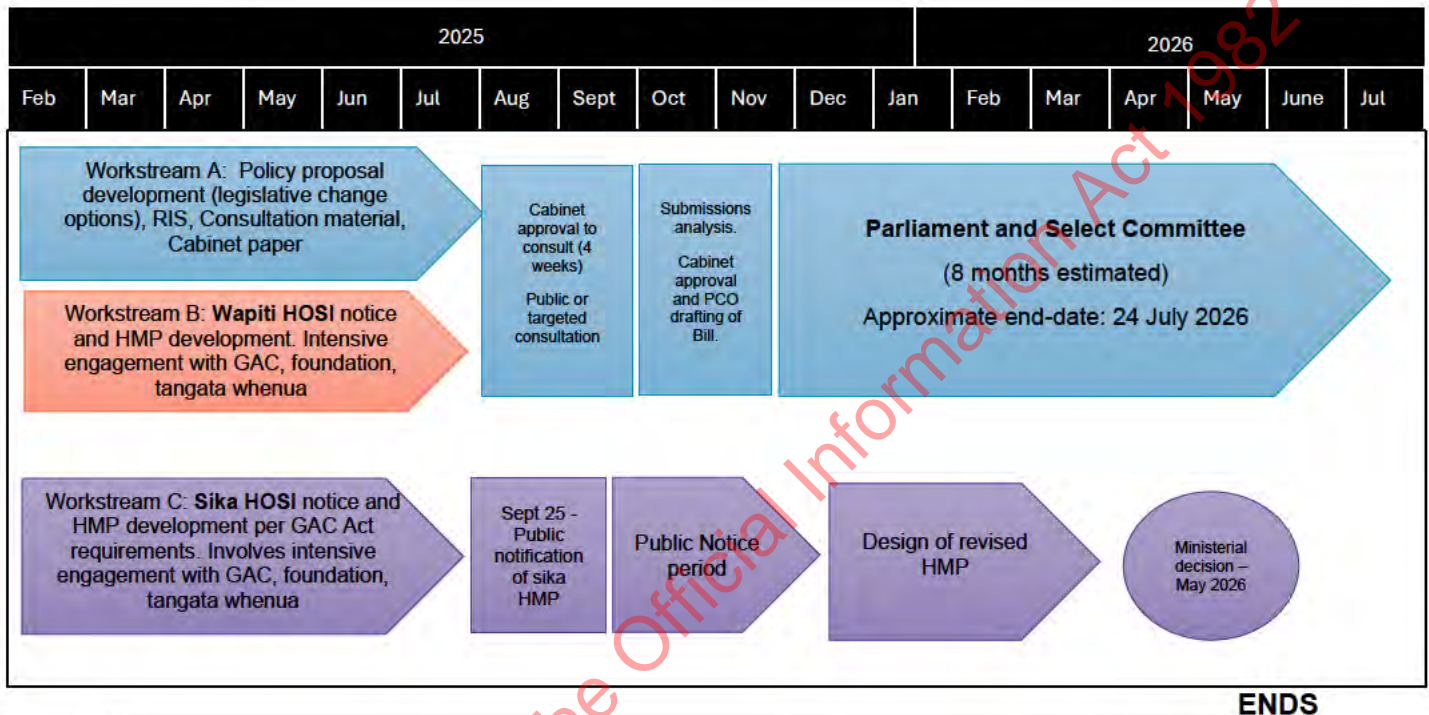 2025
2026
Feb Mar Apr May Jun Jul Aug Sept Oct Nov Dec Jan Feb Mar Apr May June Jul
Workstream A: Policy proposal
development (legislative change
options), RIS, Consultation material,
Cabinet paper
Cabinet
approval to
consult (4
weeks)
Public or
targeted
consultation
Submissions
analysis.
Cabinet
approval
and PCO
drafting of
Bill.
Parliament and Select Committee
(8 months estimated)
Approximate end-date: 24 July 2026
Workstream B: Wapiti HOSI notice
and HMP development. Intensive
engagement with GAC, foundation,
tangata whenua
Workstream C: Sika HOSI notice and
HMP development per GAC Act
requirements. Involves intensive
engagement with GAC, foundation,
tangata whenua
Sept 25 -
Public
notification
of sika
HMP
Public Notice
period
Design of revised
HMP
Ministerial
decision –
May 2026
ENDS
he Official Information Act 1982